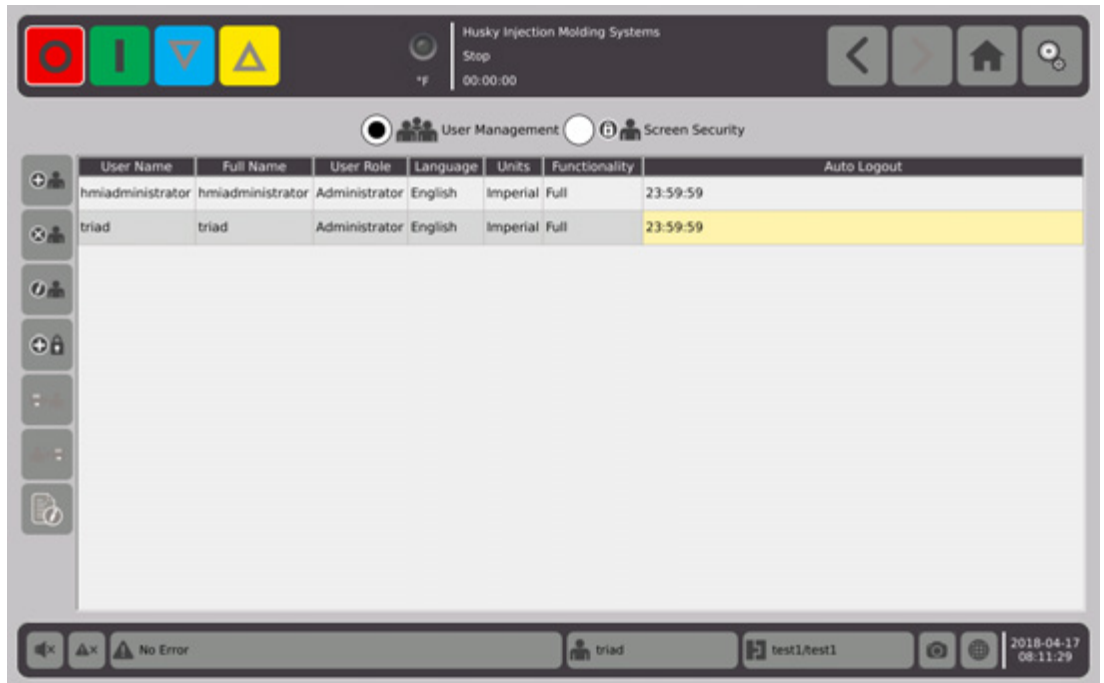 Husky Injection Molding Systems
Stop
°F 00:00:00
User Management Screen Security
User Name Full Name User Role Language Units Functionality Auto Logout
hmiadministrator hmiadministrator Administrator English Imperial Full 23:59:59
triad triad Administrator English Imperial Full 23:59:59
No Error triad test1/test1 2018-04-17
08:11:29